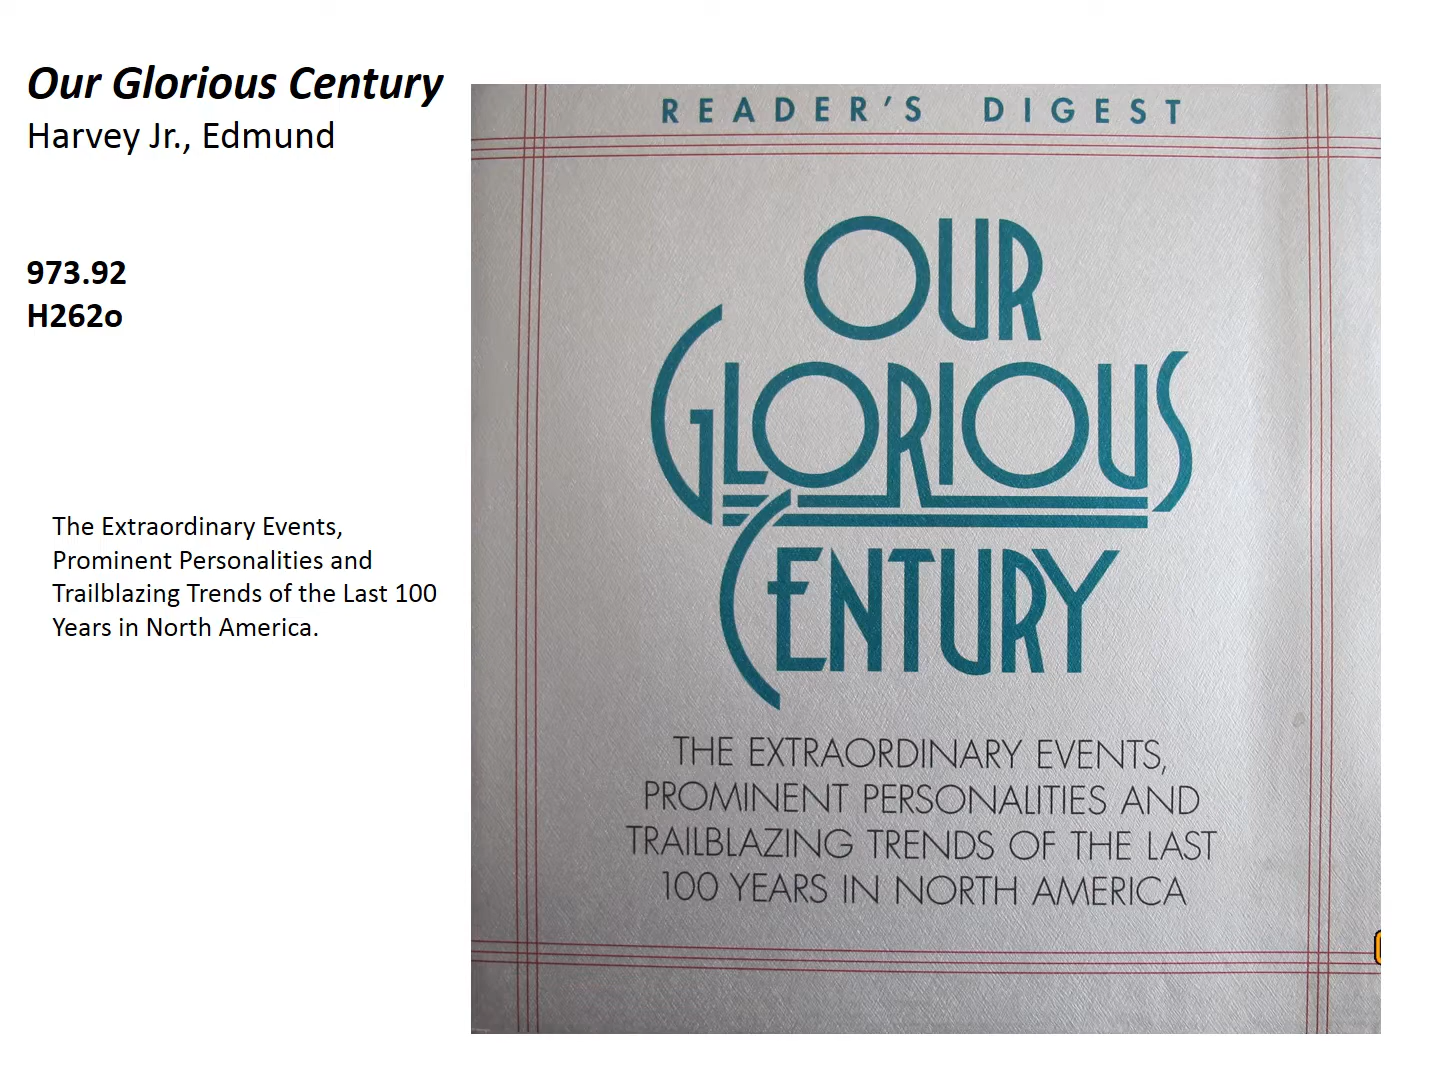 Our Glorious Century
Harvey Jr., Edmund
973.92
H262o
The Extraordinary Events,
Prominent Personalities and
Trailblazing Trends of the Last 100
Years in North America.
READER'S DIGEST
OUR
GLORIOUS
CENTURY
THE EXTRAORDINARY EVENTS,
PROMINENT PERSONALITIES AND
TRAILBLAZING TRENDS OF THE LAST
100 YEARS IN NORTH AMERICA